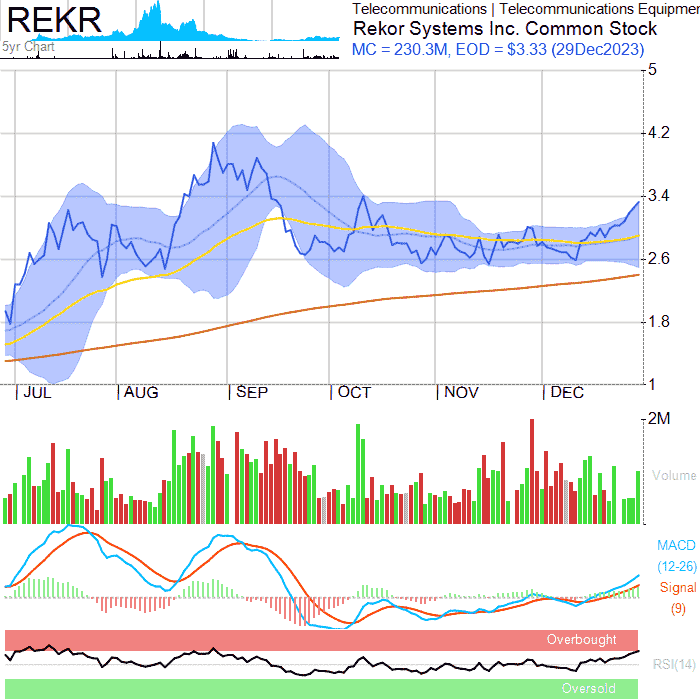 REKR
5yr Chart
Telecommunications | Telecommunications Equipmen
Rekor Systems Inc. Common Stock
MC = 230.3M, EOD = $3.33 (29Dec2023)
5
4.2
3.4
2.6
1.8
1
JUL AUG SEP OCT NOV DEC
2M
Volume
MACD
(12-26)
Signal
(9)
Overbought
RSI(14)
Oversold